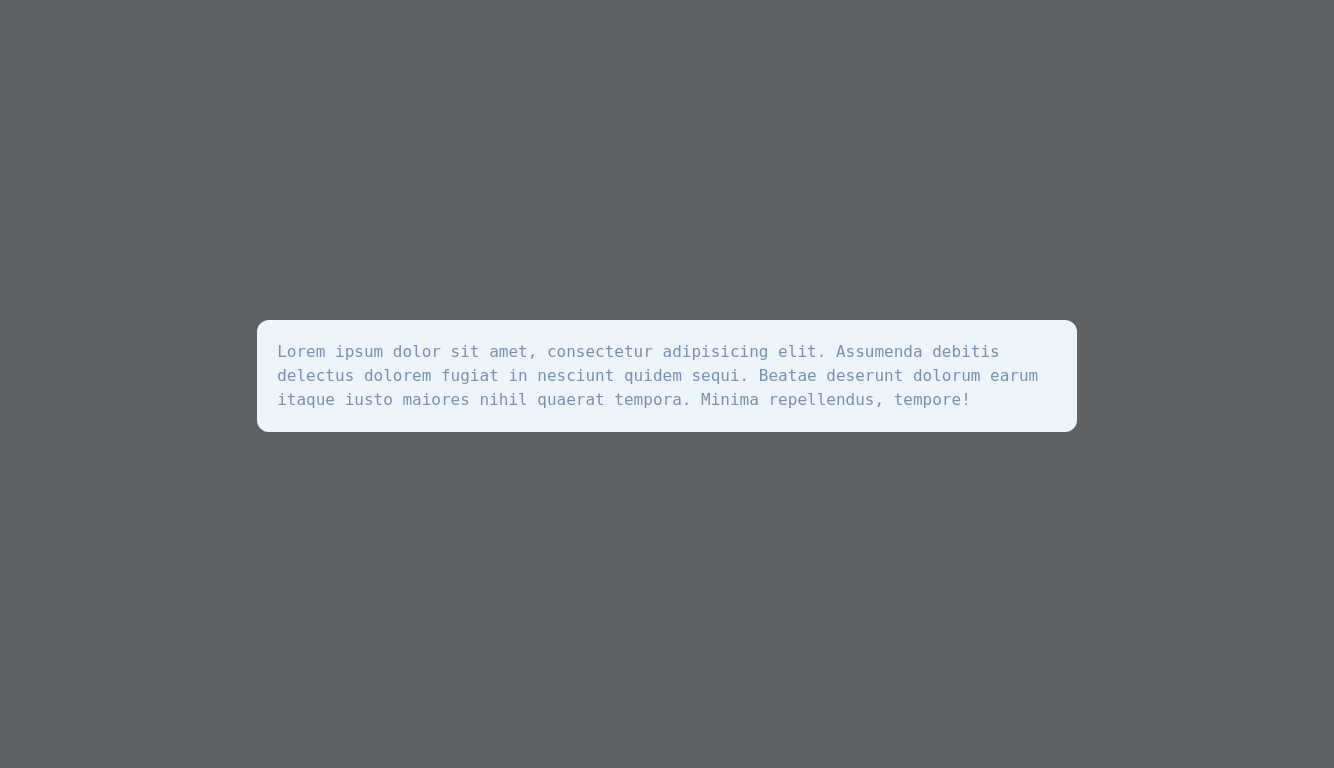 Lorem ipsum dolor sit amet, consectetur adipisicing elit. Assumenda debitis
delectus dolorem fugiat in nesciunt quidem sequi. Beatae deserunt dolorum earum
itaque iusto maiores nihil quaerat tempora. Minima repellendus, tempore!